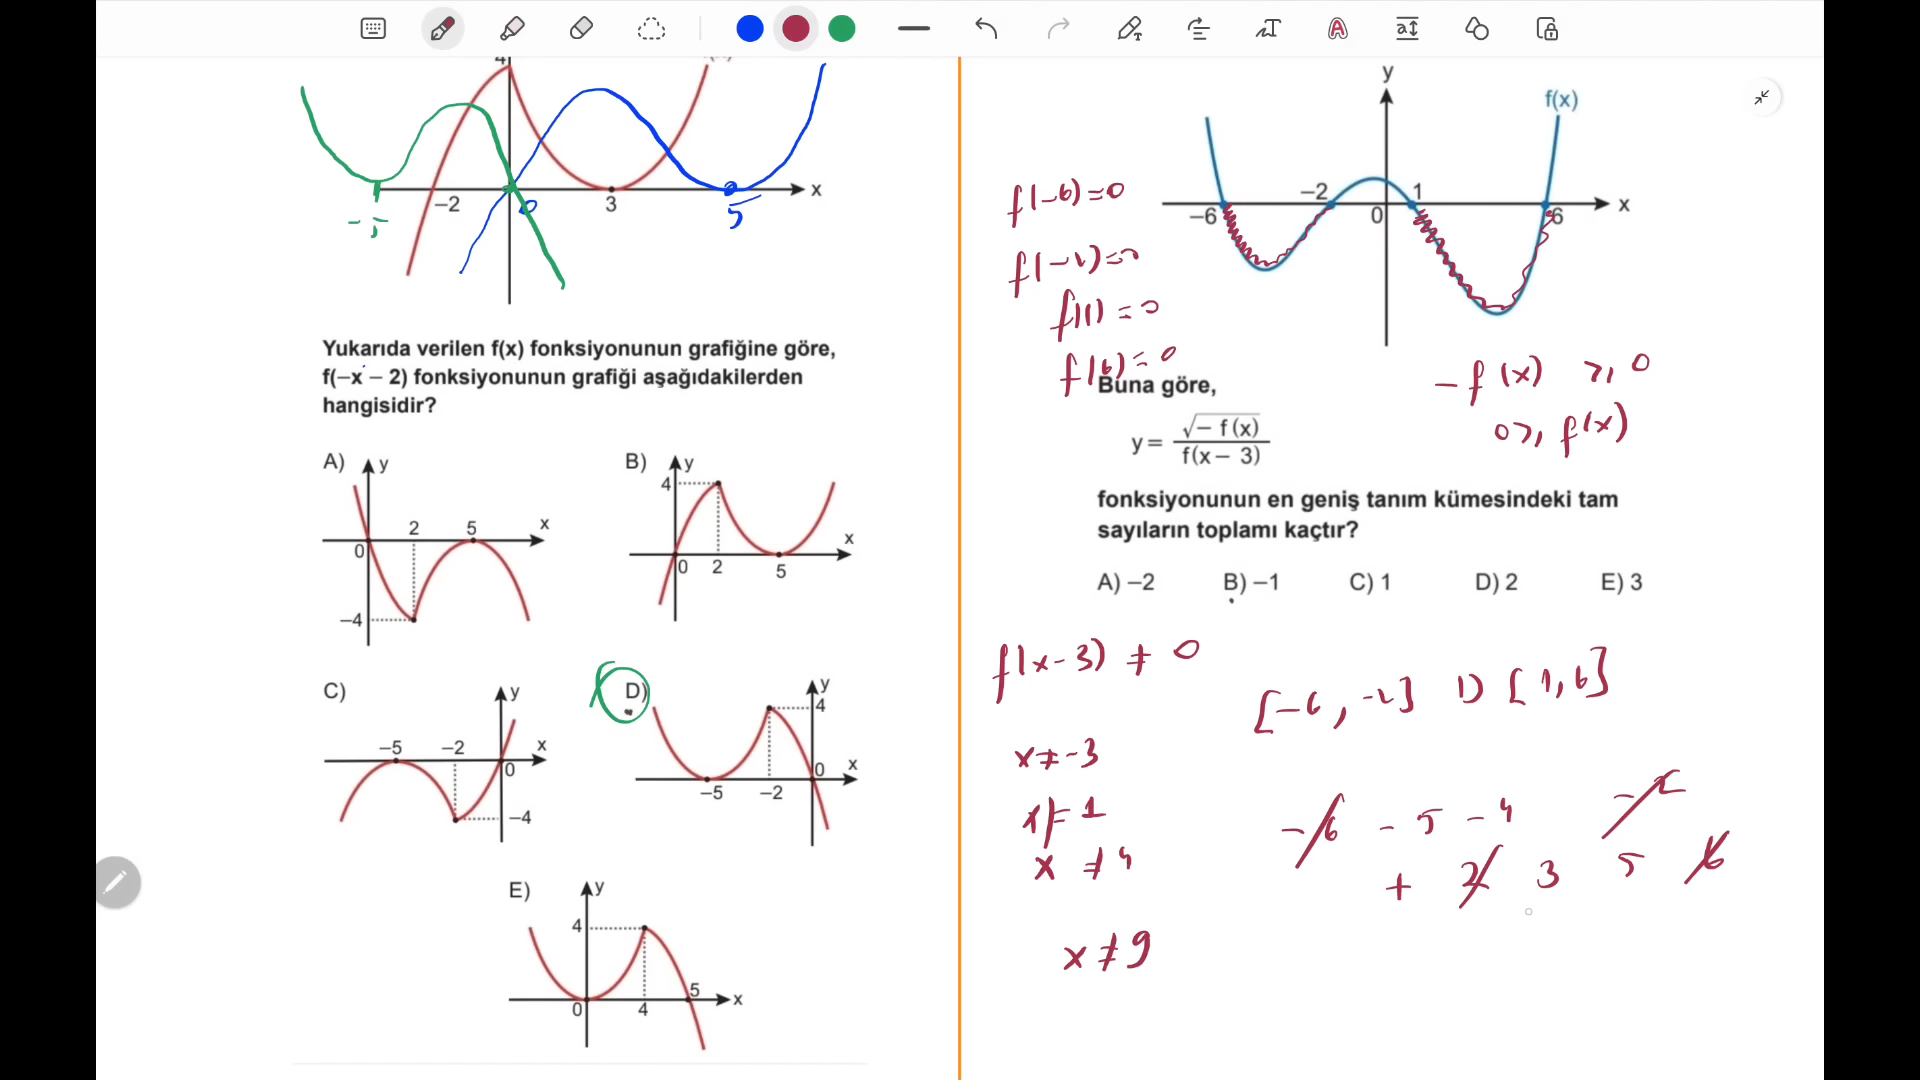 4
-2
3
x
0
5
-5
Yukarıda verilen f(x) fonksiyonunun grafiğine göre,
f(−x − 2) fonksiyonunun grafiği aşağıdakilerden
hangisidir?
A)
y
2
5
x
0
−4
B)
y
4
x
0
2
5
C)
y
−5
−2
x
0
−4
D)
y
4
0
x
−5
−2
E)
y
4
5
x
0
4
y
f(x)
−2
1
x
−6
0
6
f(-6)=0
f(-2)=0
f(1)=0
f(6)=0
Buna göre,
-f(x) ⩾ 0
0 ⩾ f(x)
y = √− f (x) / f(x − 3)
fonksiyonunun en geniş tanım kümesindeki tam
sayıların toplamı kaçtır?
A) −2
B) −1
C) 1
D) 2
E) 3
f(x-3) ≠ 0
[-6, -2] U [1,6]
x≠-3
x≠1
x ≠ 4
x ≠ 9
-6 -5 -4 -2
+ 2 3 5 6